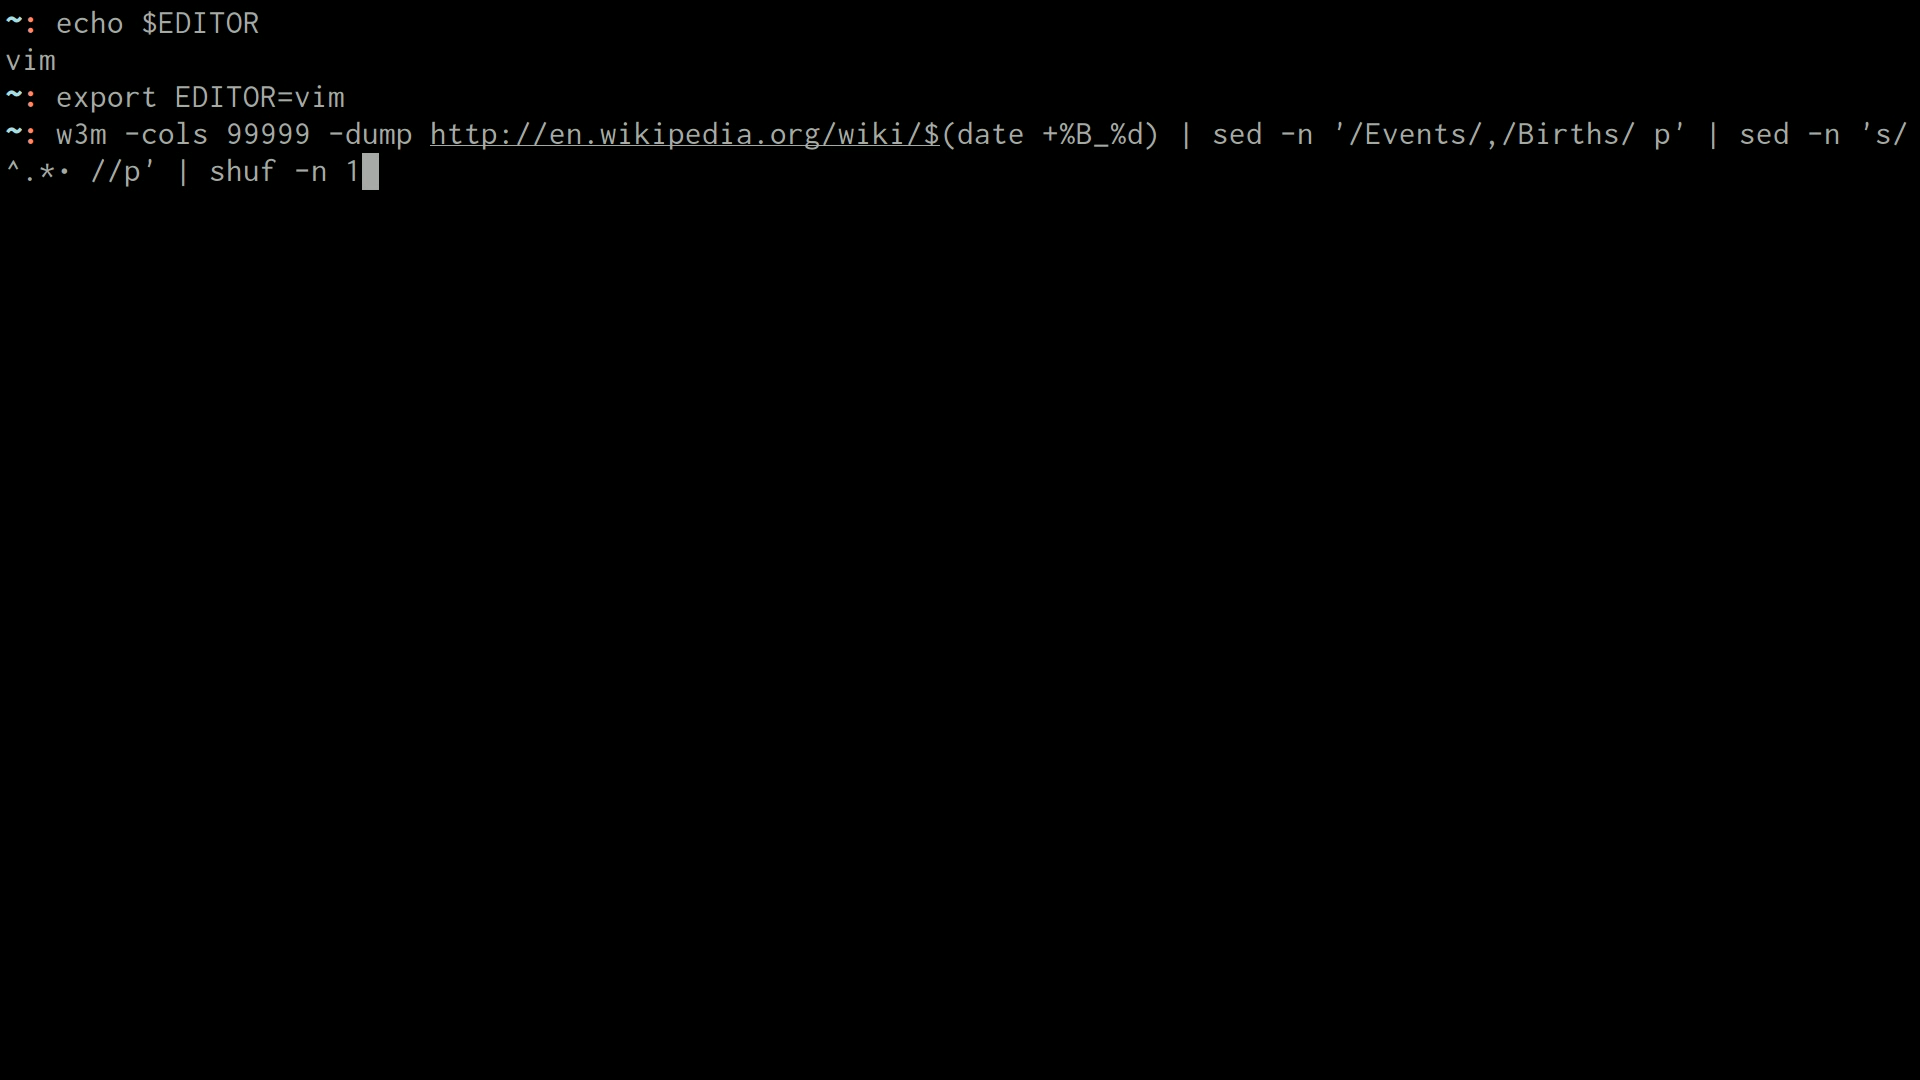 ~: echo $EDITOR
vim
~: export EDITOR=vim
~: w3m -cols 99999 -dump http://en.wikipedia.org/wiki/$(date +%B_%d) | sed -n '/Events/,/Births/ p' | sed -n 's/
^.*• //p' | shuf -n 1